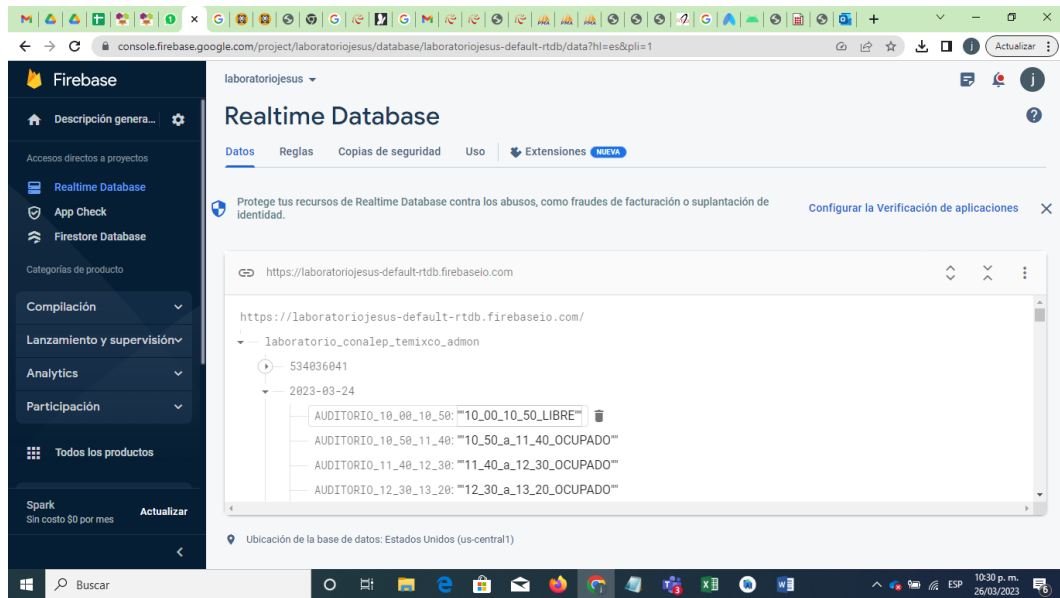 console.firebase.google.com/project/laboratoriojesus/database/laboratoriojesus-default-rtdb/data?hl=es&pli=1
j
Actualizar
Firebase
laboratoriojesus
j
Descripción genera...
Realtime Database
Datos
Reglas
Copias de seguridad
Uso
Extensiones
NUEVA
Accesos directos a proyectos
Realtime Database
App Check
Firestore Database
Protege tus recursos de Realtime Database contra los abusos, como fraudes de facturación o suplantación de
identidad.
Configurar la Verificación de aplicaciones
Categorías de producto
Compilación
Lanzamiento y supervisión
Analytics
Participación
Todos los productos
Spark
Sin costo $0 por mes
Actualizar
https://laboratoriojesus-default-rtdb.firebaseio.com
https://laboratoriojesus-default-rtdb.firebaseio.com/
laboratorio_conalep_temixco_admon
534036041
2023-03-24
AUDITORIO_10_00_10_50: ""10_00_10_50_LIBRE""
AUDITORIO_10_50_11_40: ""10_50_a_11_40_OCUPADO""
AUDITORIO_11_40_12_30: ""11_40_a_12_30_OCUPADO""
AUDITORIO_12_30_13_20: ""12_30_a_13_20_OCUPADO""
Ubicación de la base de datos: Estados Unidos (us-central1)
Buscar
ESP
10:30 p. m.
26/03/2023